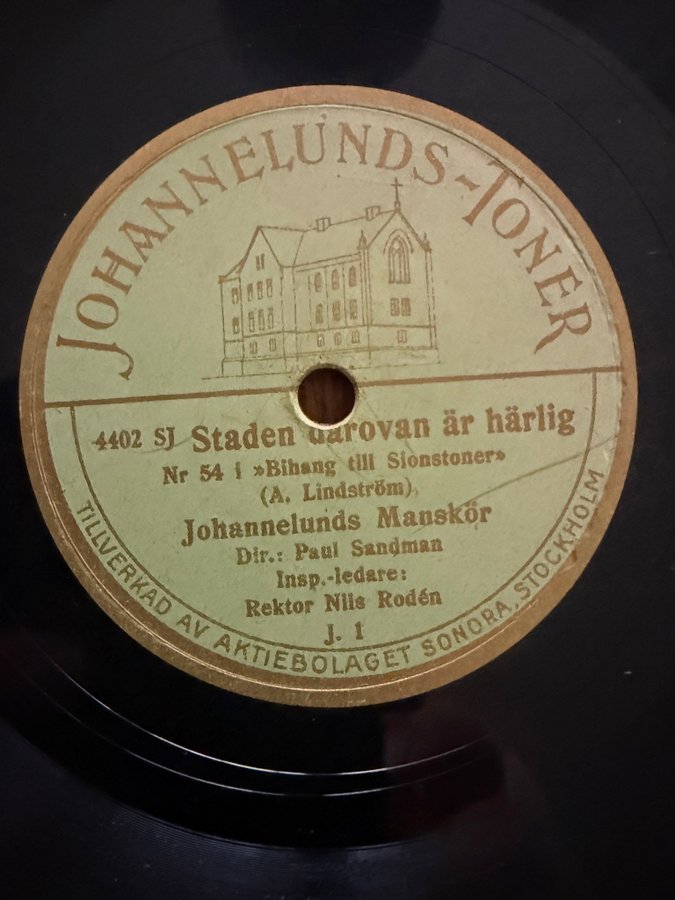 JOHANNELUNDS-TONER
4402 SJ Staden därovan är härlig
Nr 54 i »Bihang till Sionstoner»
(A. Lindström)
Johannelunds Manskör
Dir.: Paul Sandman
Insp.-ledare:
Rektor Nils Rodén
J. 1
TILLVERKAD AV AKTIEBOLAGET SONORA, STOCKHOLM